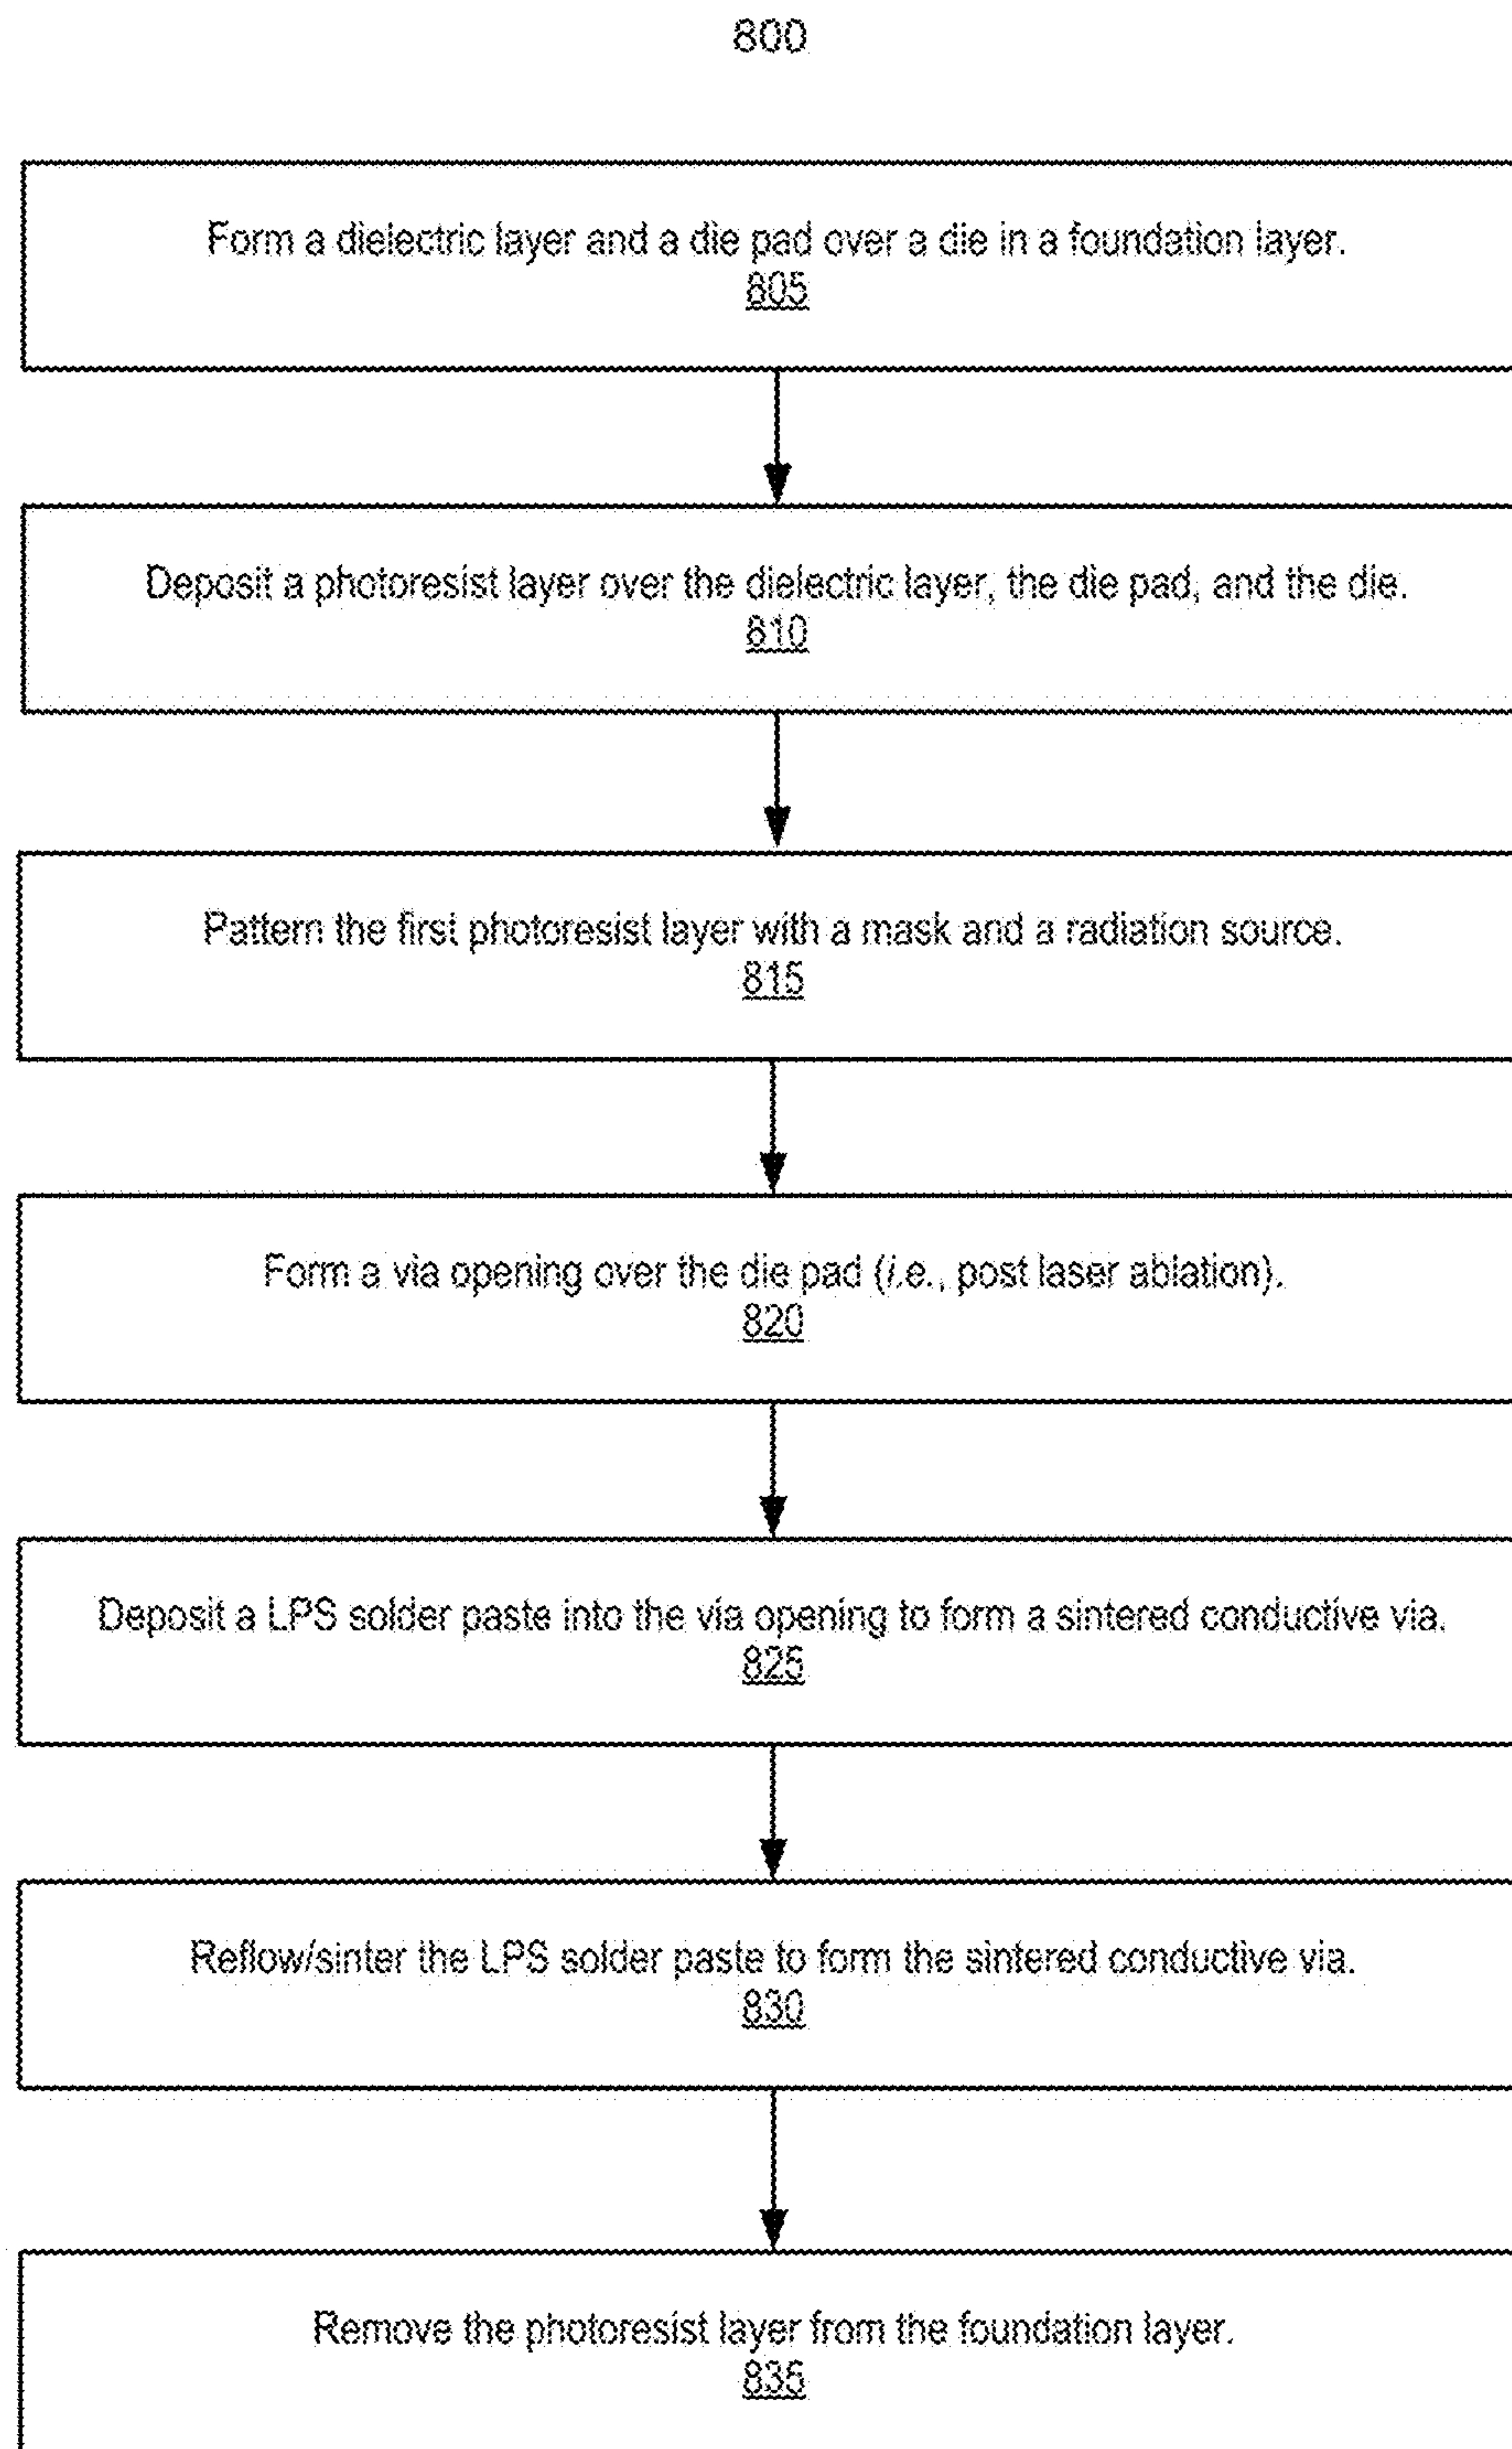 800
Form a dielectric layer and a die pad over a die in a foundation layer.
805
Deposit a photoresist layer over the dielectric layer, the die pad, and the die.
810
Pattern the first photoresist layer with a mask and a radiation source.
815
Form a via opening over the die pad (i.e., post laser ablation).
820
Deposit a LPS solder paste into the via opening to form a sintered conductive via.
825
Reflow/sinter the LPS solder paste to form the sintered conductive via.
830
Remove the photoresist layer from the foundation layer.
835